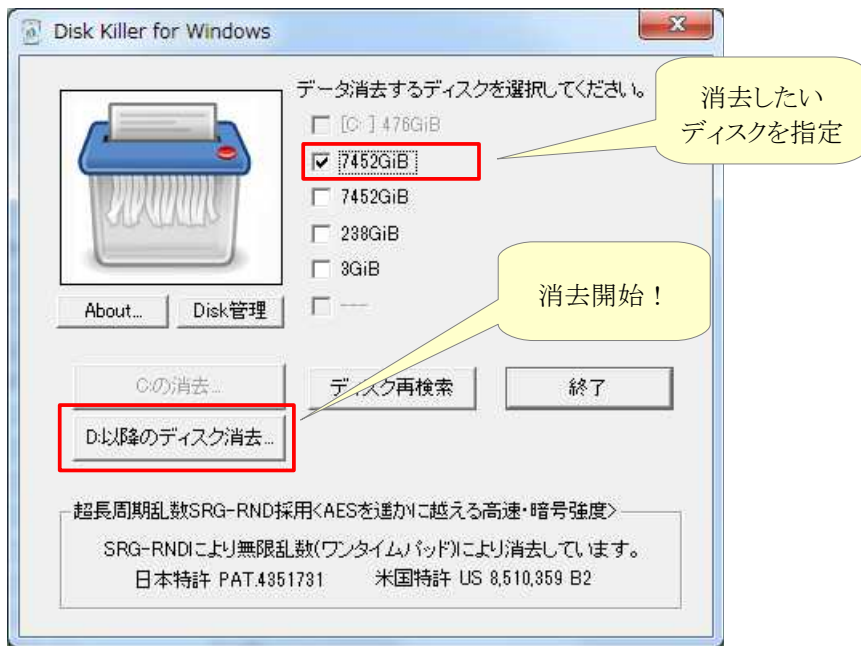 Disk Killer for Windows
データ消去するディスクを選択してください。
消去したい
ディスクを指定
[C: ] 476GiB
7452GiB
7452GiB
238GiB
3GiB
---
消去開始！
About...
Disk管理
C:の消去...
ディスク再検索
終了
D:以降のディスク消去...
超長周期乱数SRG-RND採用<AESを遥かに越える高速・暗号強度>
SRG-RNDにより無限乱数(ワンタイムパッド)により消去しています。
日本特許 PAT.4351731 米国特許 US 8,510,359 B2